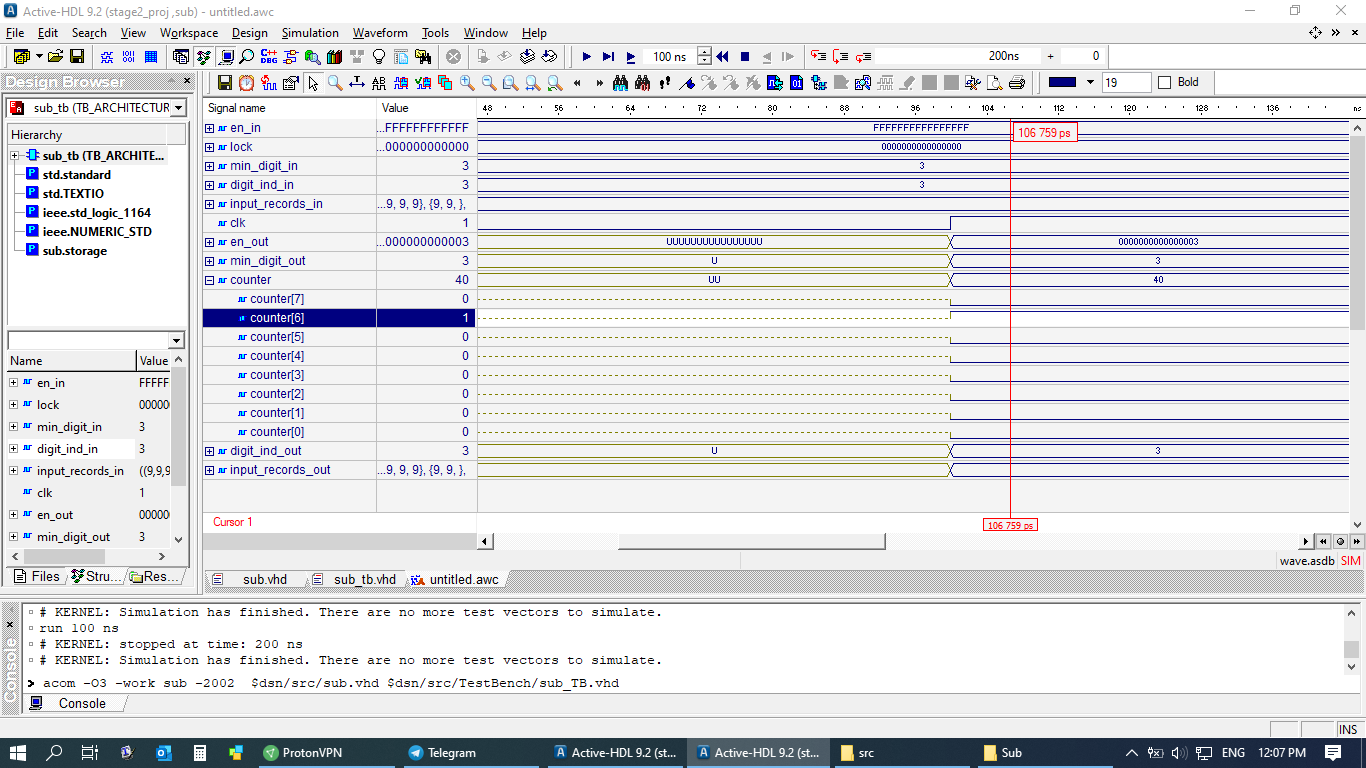 Active-HDL 9.2 (stage2_proj ,sub) - untitled.awc
File Edit Search View Workspace Design Simulation Waveform Tools Window Help
100 ns 200ns + 0
Design Browser
19 Bold
sub_tb (TB_ARCHITECTUR
Hierarchy
sub_tb (TB_ARCHITE...
std.standard
std.TEXTIO
ieee.std_logic_1164
ieee.NUMERIC_STD
sub.storage
Name Value
en_in FFFFF
lock 00000
min_digit_in 3
digit_ind_in 3
input_records_in ((9,9,9
clk 1
en_out 00000
min_digit_out 3
Files Stru... Res...
Signal name Value 48 56 64 72 80 88 96 104 112 120 128 136 ns
en_in ...FFFFFFFFFFFF FFFFFFFFFFFFFFFF
106 759 ps
lock ...000000000000 0000000000000000
min_digit_in 3 3
digit_ind_in 3 3
input_records_in ...9, 9, 9}, {9, 9, },
clk 1
en_out ...000000000003 UUUUUUUUUUUUUUUU 0000000000000003
min_digit_out 3 U 3
counter 40 UU 40
counter[7] 0
counter[6] 1
counter[5] 0
counter[4] 0
counter[3] 0
counter[2] 0
counter[1] 0
counter[0] 0
digit_ind_out 3 U 3
input_records_out ...9, 9, 9}, {9, 9, },
Cursor 1 106 759 ps
wave.asdb SIM
sub.vhd sub_tb.vhd untitled.awc
# KERNEL: Simulation has finished. There are no more test vectors to simulate.
run 100 ns
# KERNEL: stopped at time: 200 ns
# KERNEL: Simulation has finished. There are no more test vectors to simulate.
> acom -O3 -work sub -2002 $dsn/src/sub.vhd $dsn/src/TestBench/sub_TB.vhd
Console
Console
INS
ProtonVPN Telegram Active-HDL 9.2 (st... Active-HDL 9.2 (st... src Sub ENG 12:07 PM